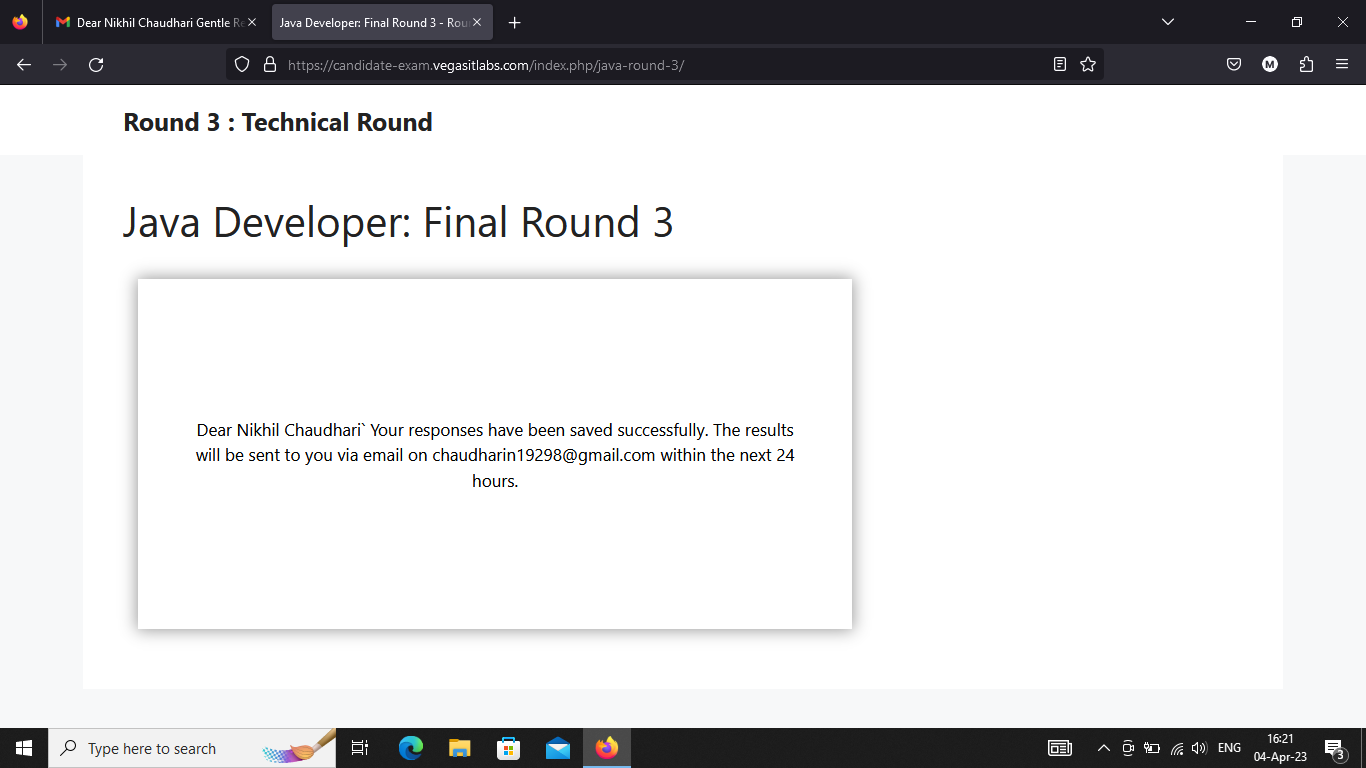 Dear Nikhil Chaudhari Gentle Re
Java Developer: Final Round 3 - Rou
https://candidate-exam.vegasitlabs.com/index.php/java-round-3/
M
Round 3 : Technical Round
Java Developer: Final Round 3
Dear Nikhil Chaudhari` Your responses have been saved successfully. The results
will be sent to you via email on chaudharin19298@gmail.com within the next 24
hours.
Type here to search
ENG
16:21
04-Apr-23
3